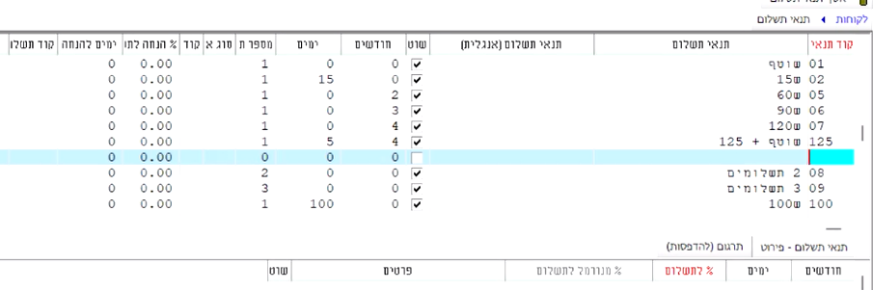 לקוחות ◂ תנאי תשלום
קוד תנאי תנאי תשלום תנאי תשלום (אנגלית) שוט חודשים ימים מספר ת סוג א קוד % הנחה לתו ימים להנחה קוד תשלו
01 שוטף 0 0 1 0.00 0
02 ש15 0 15 1 0.00 0
05 ש60 2 0 1 0.00 0
06 ש90 3 0 1 0.00 0
07 ש120 4 0 1 0.00 0
125 שוטף + 125 4 5 1 0.00 0
0 0 0 0.00 0
08 2 תשלומים 0 0 2 0.00 0
09 3 תשלומים 0 0 3 0.00 0
100 ש100 0 100 1 0.00 0
תנאי תשלום - פירוט תרגום (להדפסות)
חודשים ימים % לתשלום % מנורמל לתשלום פרטים שוט